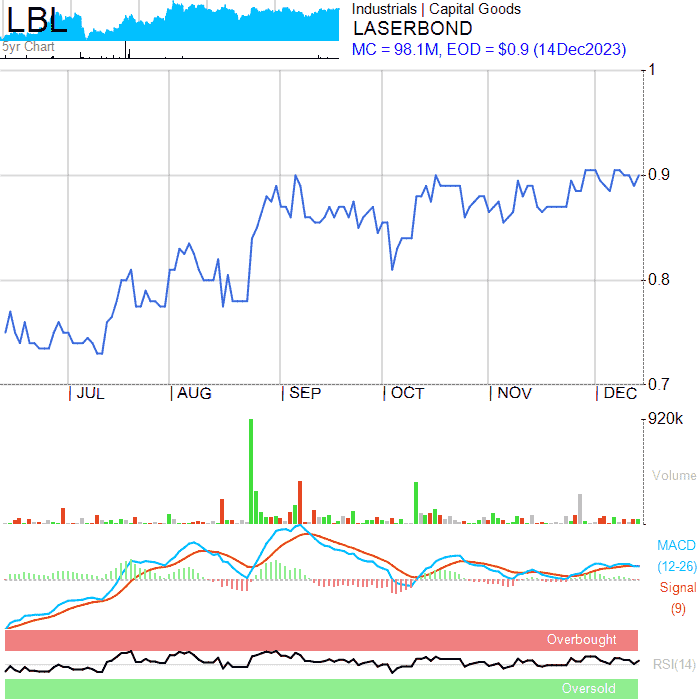 LBL
5yr Chart
Industrials | Capital Goods
LASERBOND
MC = 98.1M, EOD = $0.9 (14Dec2023)
1
0.9
0.8
0.7
JUL AUG SEP OCT NOV DEC
920k
Volume
MACD
(12-26)
Signal
(9)
Overbought
RSI(14)
Oversold